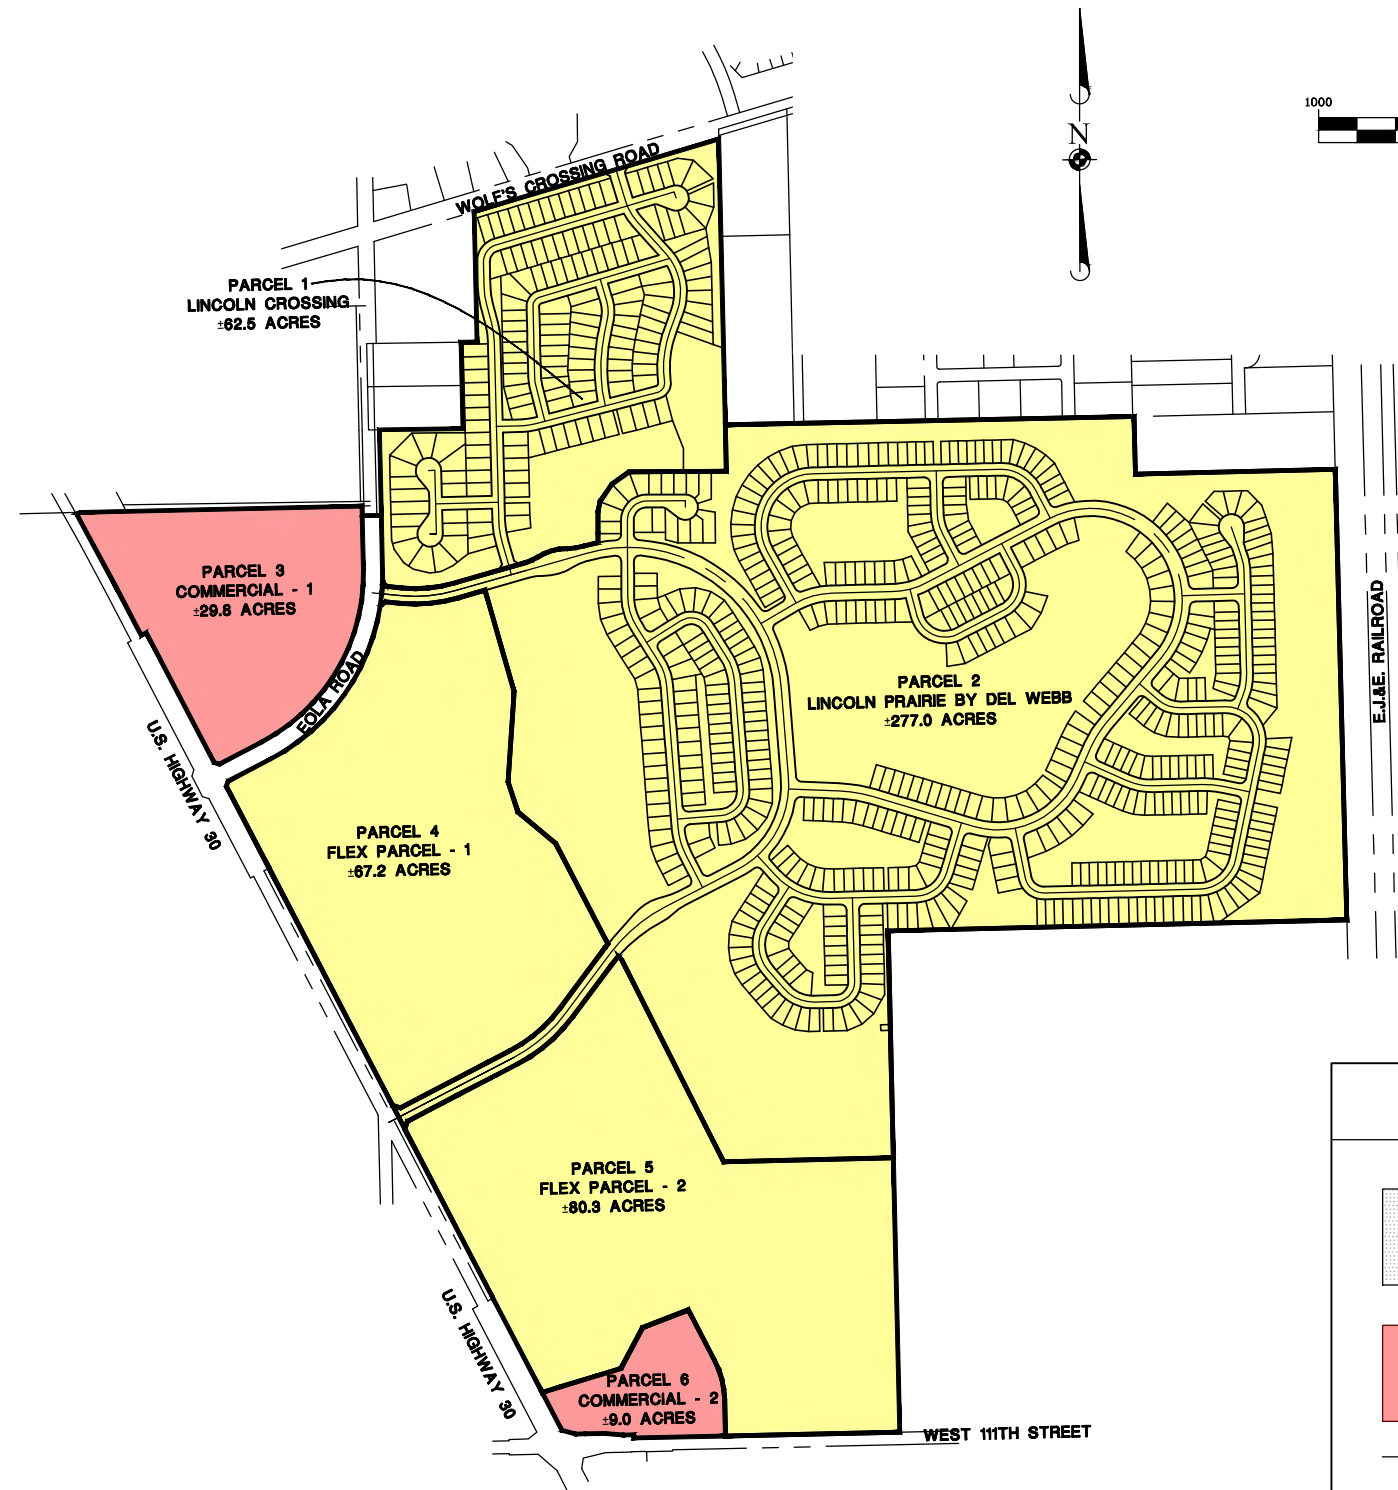 1000
N
WOLF'S CROSSING ROAD
PARCEL 1
LINCOLN CROSSING
±62.5 ACRES
PARCEL 3
COMMERCIAL - 1
±29.8 ACRES
EOLA ROAD
E.J.&E. RAILROAD
PARCEL 2
LINCOLN PRAIRIE BY DEL WEBB
±277.0 ACRES
U.S. HIGHWAY 30
PARCEL 4
FLEX PARCEL - 1
±67.2 ACRES
PARCEL 5
FLEX PARCEL - 2
±80.3 ACRES
U.S. HIGHWAY 30
PARCEL 6
COMMERCIAL - 2
±9.0 ACRES
WEST 111TH STREET